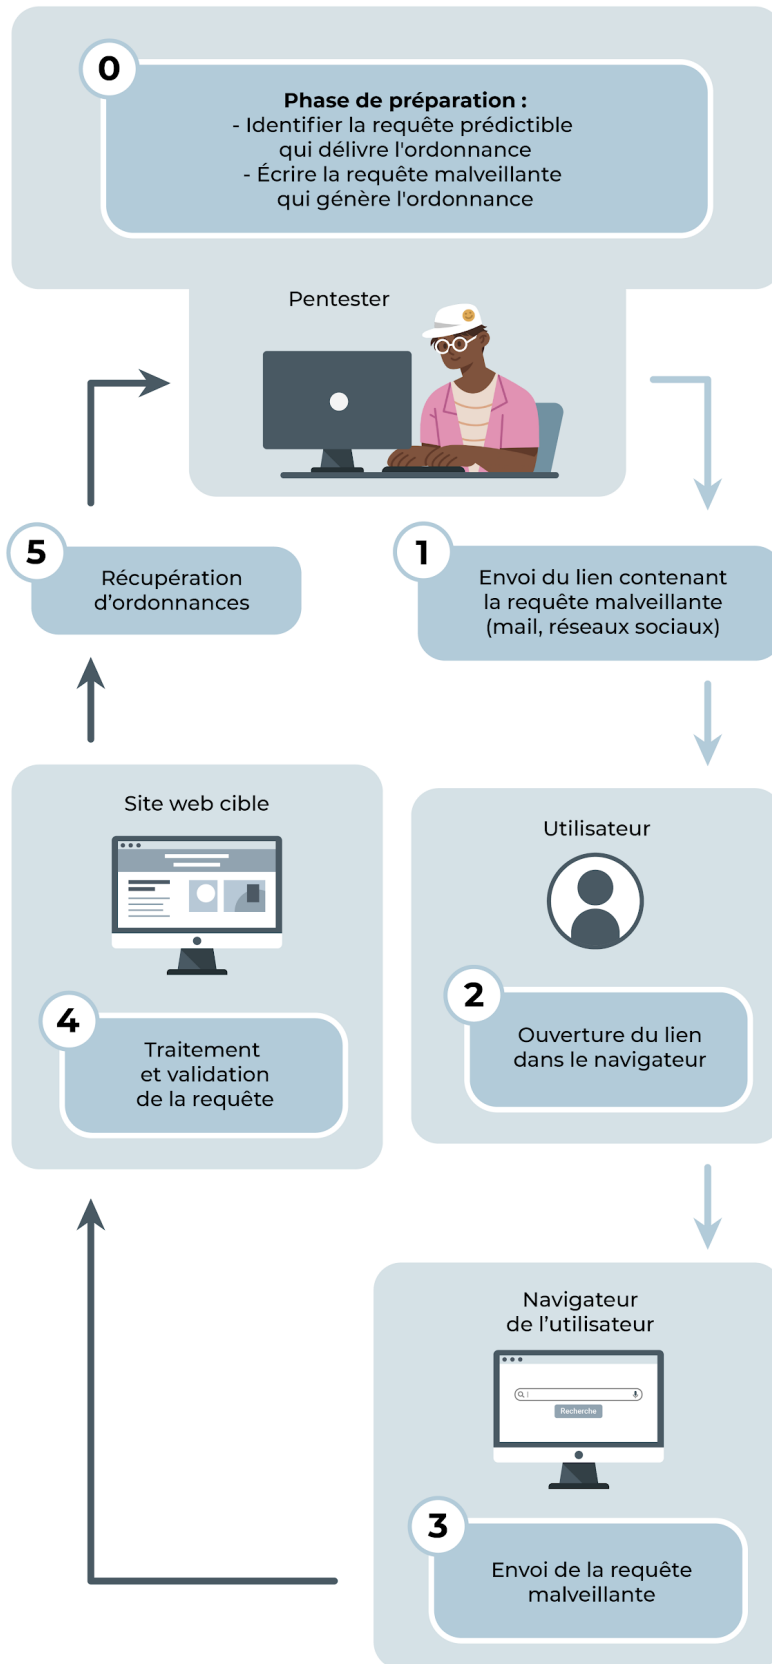 0
Phase de préparation :
- Identifier la requête prédictible
qui délivre l'ordonnance
- Écrire la requête malveillante
qui génère l'ordonnance
Pentester
5
Récupération
d’ordonnances
1
Envoi du lien contenant
la requête malveillante
(mail, réseaux sociaux)
Site web cible
4
Traitement
et validation
de la requête
Utilisateur
2
Ouverture du lien
dans le navigateur
Navigateur
de l’utilisateur
Recherche
3
Envoi de la requête
malveillante